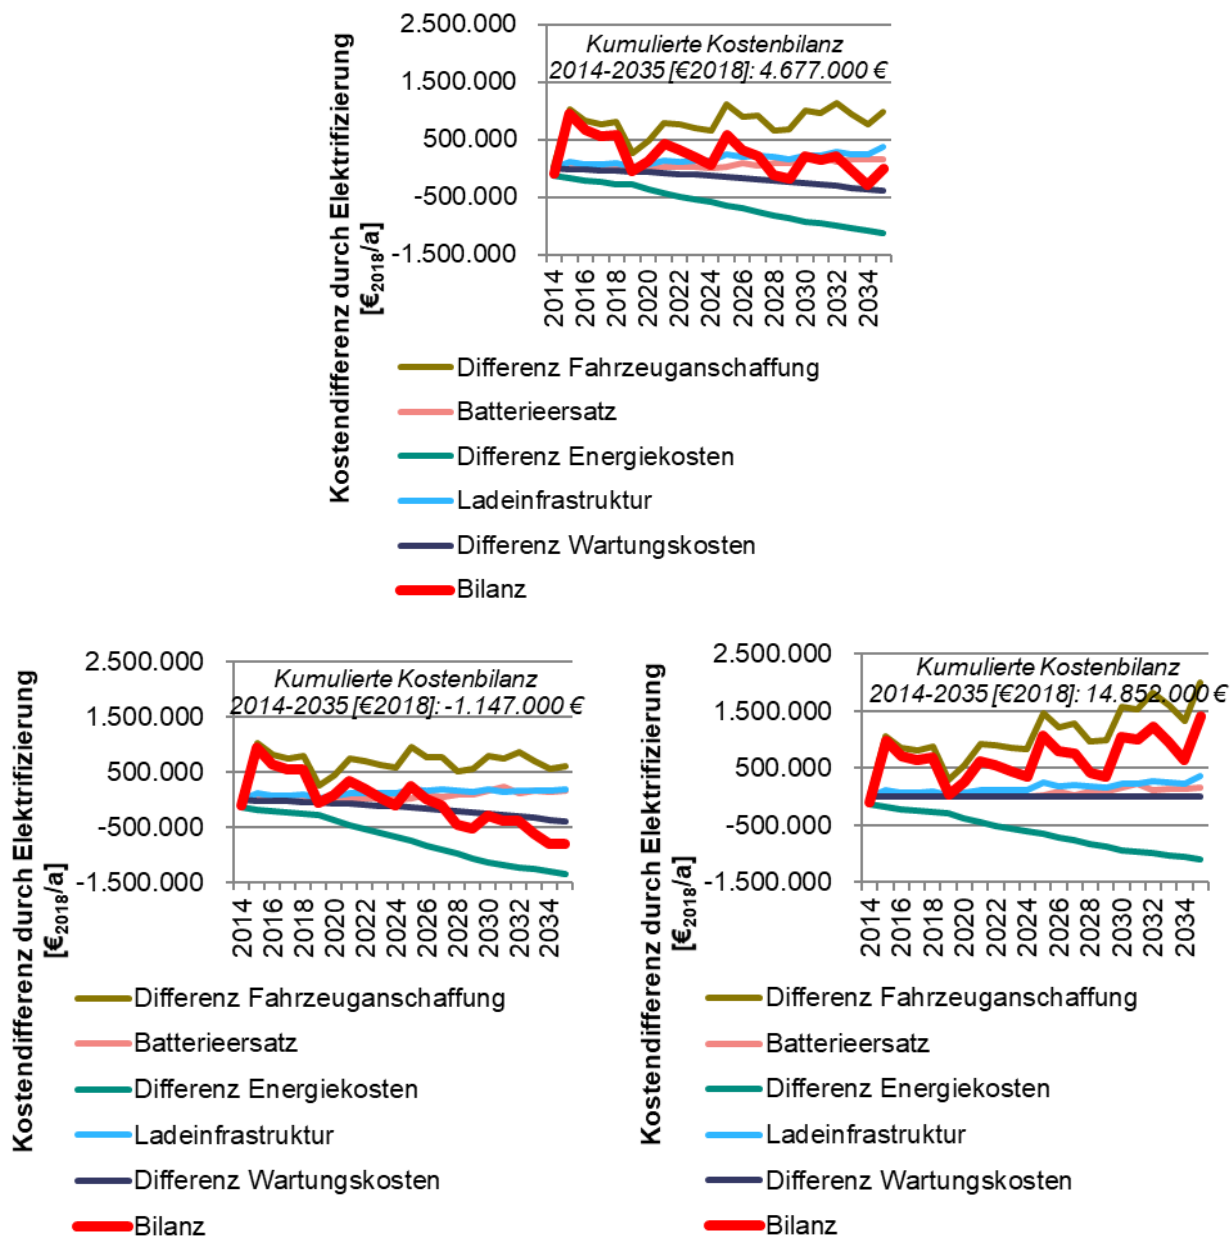 Kostendifferenz durch Elektrifizierung
[€2018/a]
2.500.000
1.500.000
500.000
-500.000
-1.500.000
Kumulierte Kostenbilanz
2014-2035 [€2018]: 4.677.000 €
2014
2016
2018
2020
2022
2024
2026
2028
2030
2032
2034
Differenz Fahrzeuganschaffung
Batterieersatz
Differenz Energiekosten
Ladeinfrastruktur
Differenz Wartungskosten
Bilanz
Kostendifferenz durch Elektrifizierung
[€2018/a]
2.500.000
1.500.000
500.000
-500.000
-1.500.000
Kumulierte Kostenbilanz
2014-2035 [€2018]: -1.147.000 €
2014
2016
2018
2020
2022
2024
2026
2028
2030
2032
2034
Differenz Fahrzeuganschaffung
Batterieersatz
Differenz Energiekosten
Ladeinfrastruktur
Differenz Wartungskosten
Bilanz
Kostendifferenz durch Elektrifizierung
[€2018/a]
2.500.000
1.500.000
500.000
-500.000
-1.500.000
Kumulierte Kostenbilanz
2014-2035 [€2018]: €
2014
2016
2018
2020
2022
2024
2026
2028
2030
2032
2034
Differenz Fahrzeuganschaffung
Batterieersatz
Differenz Energiekosten
Ladeinfrastruktur
Differenz Wartungskosten
Bilanz